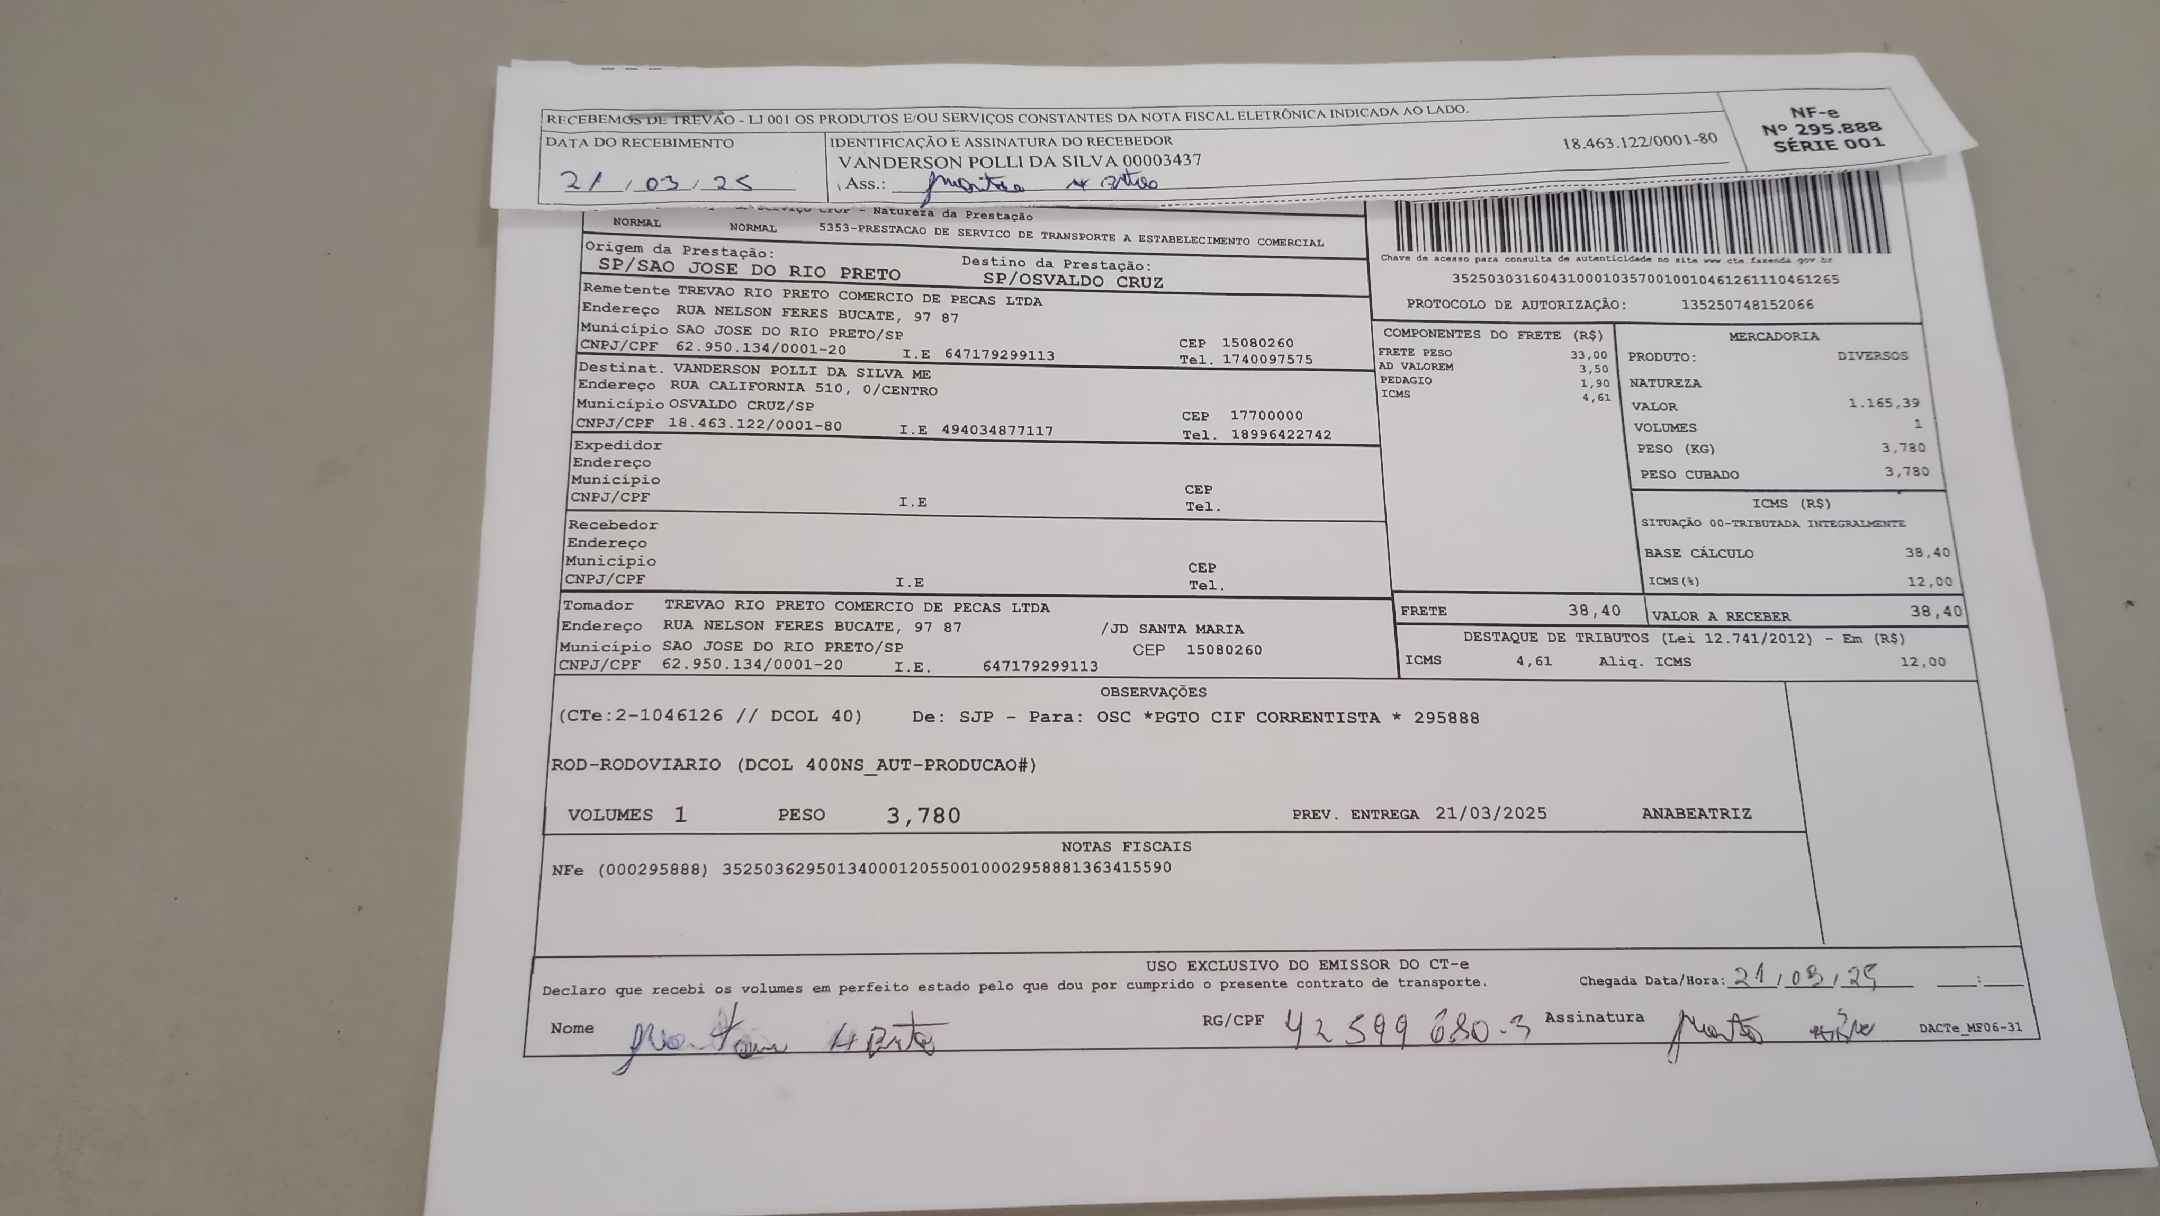 RECEBEMOS DE TREVÃO - LJ 001 OS PRODUTOS E/OU SERVIÇOS CONSTANTES DA NOTA FISCAL ELETRÔNICA INDICADA AO LADO.
NF-e
Nº 295.888
SÉRIE 001
DATA DO RECEBIMENTO
21/03/25
IDENTIFICAÇÃO E ASSINATURA DO RECEBEDOR
18.463.122/0001-80
VANDERSON POLLI DA SILVA 00003437
Ass.:
- Natureza da Prestação
NORMAL NORMAL 5353-PRESTACAO DE SERVICO DE TRANSPORTE A ESTABELECIMENTO COMERCIAL
Origem da Prestação: Destino da Prestação:
SP/SAO JOSE DO RIO PRETO SP/OSVALDO CRUZ
Chave de acesso para consulta de autenticidade no site www.cte.fazenda.gov.br
35250303160431000103570010010461261110461265
PROTOCOLO DE AUTORIZAÇÃO: 135250748152066
Remetente TREVAO RIO PRETO COMERCIO DE PECAS LTDA
Endereço RUA NELSON FERES BUCATE, 97 87
Município SAO JOSE DO RIO PRETO/SP CEP 15080260
CNPJ/CPF 62.950.134/0001-20 I.E 647179299113 Tel. 1740097575
Destinat. VANDERSON POLLI DA SILVA ME
Endereço RUA CALIFORNIA 510, 0/CENTRO
Município OSVALDO CRUZ/SP CEP 17700000
CNPJ/CPF 18.463.122/0001-80 I.E 494034877117 Tel. 18996422742
Expedidor
Endereço
Município CEP
CNPJ/CPF I.E Tel.
Recebedor
Endereço
Município CEP
CNPJ/CPF I.E Tel.
Tomador TREVAO RIO PRETO COMERCIO DE PECAS LTDA
Endereço RUA NELSON FERES BUCATE, 97 87 /JD SANTA MARIA
Município SAO JOSE DO RIO PRETO/SP CEP 15080260
CNPJ/CPF 62.950.134/0001-20 I.E. 647179299113
COMPONENTES DO FRETE (R$)
FRETE PESO 33,00
AD VALOREM 3,50
PEDAGIO 1,90
ICMS 4,61
MERCADORIA
PRODUTO: DIVERSOS
NATUREZA
VALOR 1.165,39
VOLUMES 1
PESO (KG) 3,780
PESO CUBADO 3,780
ICMS (R$)
SITUAÇÃO 00-TRIBUTADA INTEGRALMENTE
BASE CÁLCULO 38,40
ICMS(%) 12,00
FRETE 38,40 VALOR A RECEBER 38,40
DESTAQUE DE TRIBUTOS (Lei 12.741/2012) - Em (R$)
ICMS 4,61 Aliq. ICMS 12,00
OBSERVAÇÕES
(CTe:2-1046126 // DCOL 40) De: SJP - Para: OSC *PGTO CIF CORRENTISTA * 295888
ROD-RODOVIARIO (DCOL 400NS_AUT-PRODUCAO#)
VOLUMES 1 PESO 3,780 PREV. ENTREGA 21/03/2025 ANABEATRIZ
NOTAS FISCAIS
NFe (000295888) 35250362950134000120550010002958881363415590
USO EXCLUSIVO DO EMISSOR DO CT-e
Declaro que recebi os volumes em perfeito estado pelo que dou por cumprido o presente contrato de transporte. Chegada Data/Hora: 21/03/25 __:__
Nome RG/CPF 42599680-3 Assinatura DACTe_MF06-31